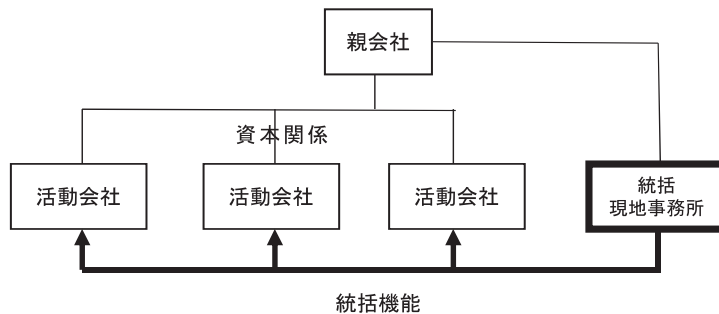 親会社
資本関係
活動会社
活動会社
活動会社
統括
現地事務所
統括機能